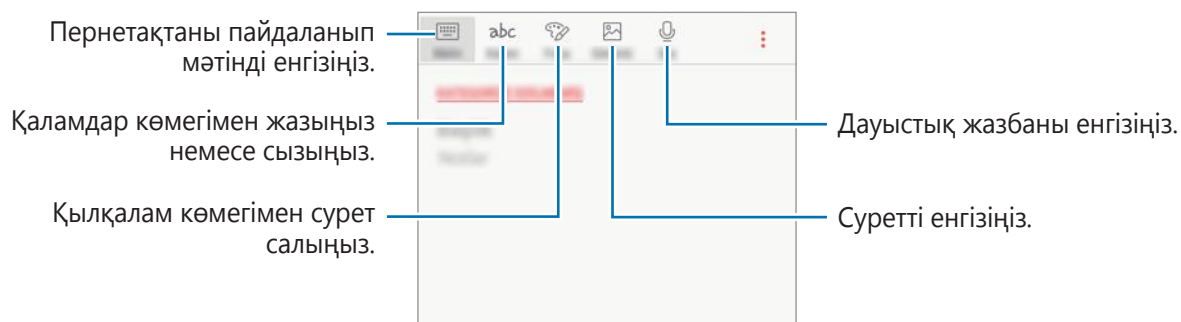 Пернетақтаны пайдаланып
мәтінді енгізіңіз.
abc
Қаламдар көмегімен жазыңыз
немесе сызыңыз.
Дауыстық жазбаны енгізіңіз.
Қылқалам көмегімен сурет
салыңыз.
Суретті енгізіңіз.